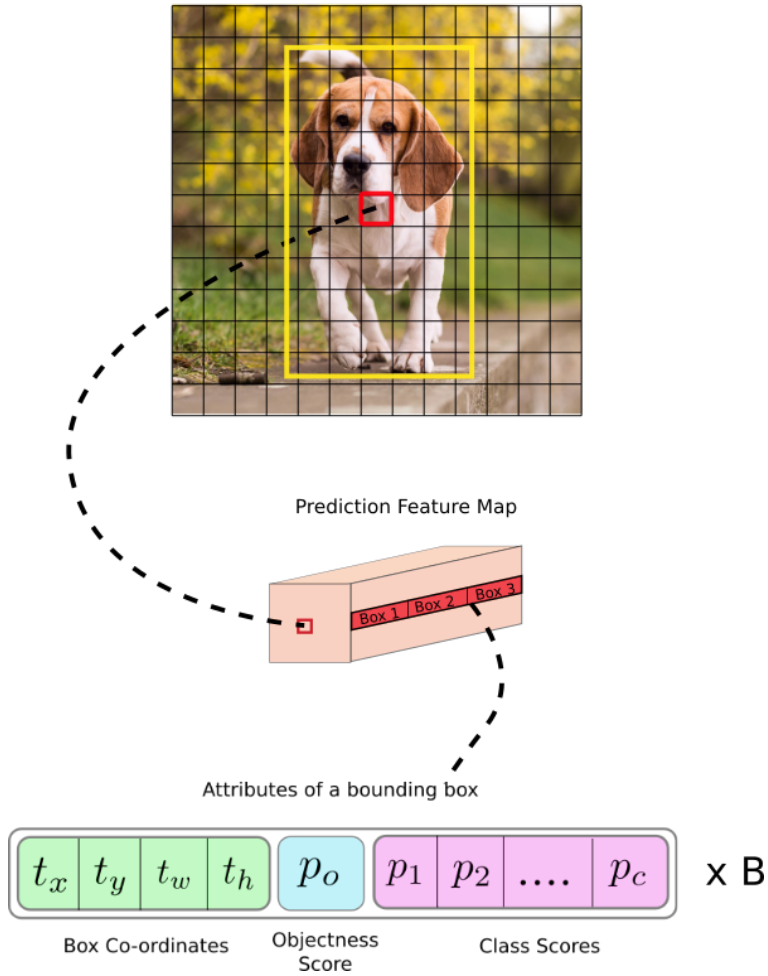 Prediction Feature Map
Box 1 Box 2 Box 3
Attributes of a bounding box
t_x t_y t_w t_h p_o p_1 p_2 .... p_c x B
Box Co-ordinates Objectness Score Class Scores